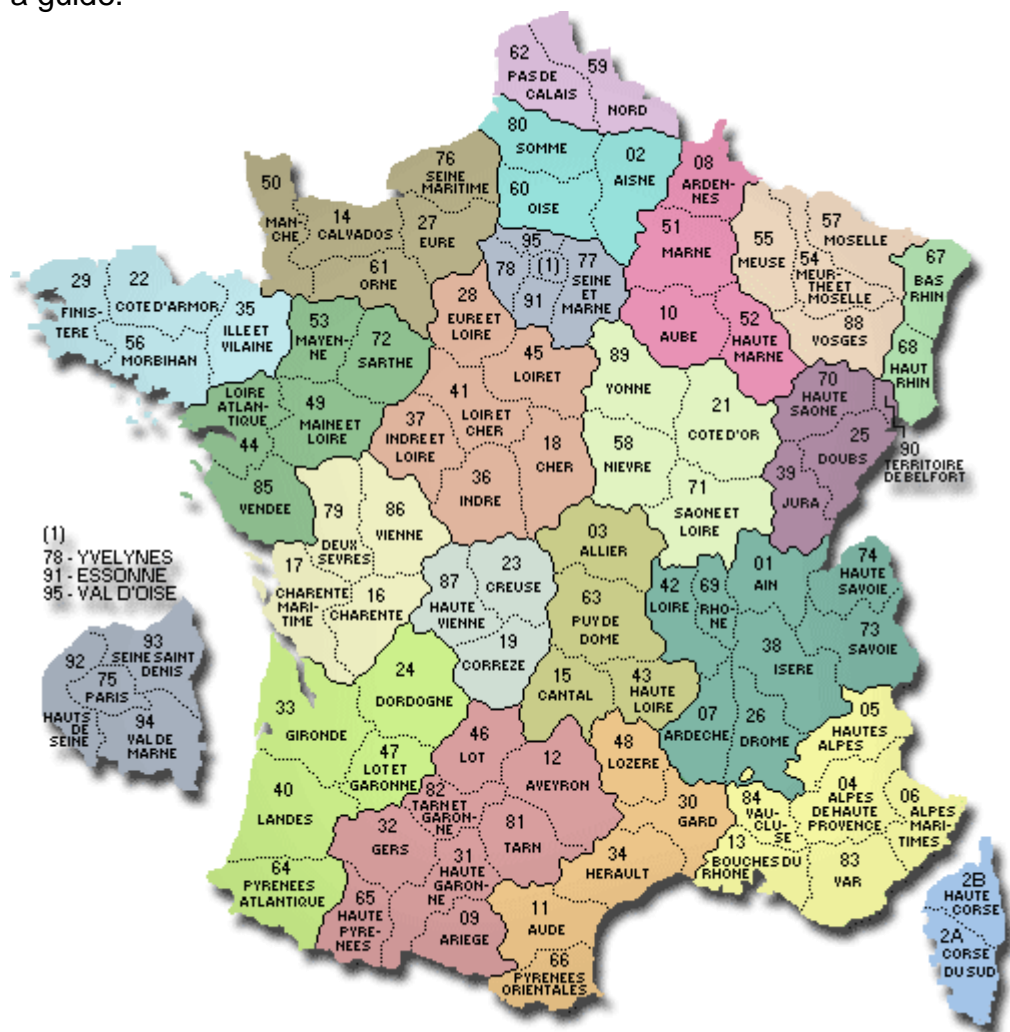 a guide.
62
PAS DE
CALAIS
59
NORD
80
SOMME
02
AISNE
60
OISE
76
SEINE
MARITIME
27
EURE
50
MAN-
CHE
14
CALVADOS
61
ORNE
08
ARDEN-
NES
51
MARNE
10
AUBE
52
HAUTE
MARNE
55
MEUSE
54
MEUR-
THE ET
MOSELLE
57
MOSELLE
88
VOSGES
67
BAS
RHIN
68
HAUT
RHIN
95
78
(1)
91
77
SEINE
ET
MARNE
29
FINIS-
TERE
22
COTE D'ARMOR
35
ILLE ET
VILAINE
56
MORBIHAN
53
MAYEN-
NE
72
SARTHE
LOIRE
ATLAN-
TIQUE
44
49
MAINE ET
LOIRE
85
VENDEE
28
EURE ET
LOIRE
45
LOIRET
41
LOIR ET
CHER
37
INDRE ET
LOIRE
18
CHER
36
INDRE
89
YONNE
21
COTE D'OR
58
NIEVRE
71
SAONE ET
LOIRE
70
HAUTE
SAONE
25
DOUBS
39
JURA
90
TERRITOIRE
DE BELFORT
79
DEUX
SEVRES
86
VIENNE
17
CHARENTE
MARI-
TIME
16
CHARENTE
87
HAUTE
VIENNE
23
CREUSE
19
CORREZE
03
ALLIER
63
PUY DE
DOME
15
CANTAL
43
HAUTE
LOIRE
42
LOIRE
69
RHO-
NE
01
AIN
74
HAUTE
SAVOIE
73
SAVOIE
38
ISERE
07
ARDECHE
26
DROME
(1)
78 - YVELYNES
91 - ESSONNE
95 - VAL D'OISE
92
HAUTS
DE
SEINE
93
SEINE SAINT
DENIS
75
PARIS
94
VAL DE
MARNE
24
DORDOGNE
33
GIRONDE
47
LOT ET
GARONNE
40
LANDES
64
PYRENEES
ATLANTIQUE
46
LOT
12
AVEYRON
82
TARN ET
GARON-
NE
81
TARN
32
GERS
31
HAUTE
GARON-
NE
65
HAUTE
PYRE-
NEES
09
ARIEGE
48
LOZERE
30
GARD
34
HERAULT
11
AUDE
66
PYRENEES
ORIENTALES
05
HAUTES
ALPES
04
ALPES
DE HAUTE
PROVENCE
06
ALPES
MARI-
TIMES
84
VAU-
CLU-
SE
13
BOUCHES DU
RHONE
83
VAR
2B
HAUTE
CORSE
2A
CORSE
DU SUD